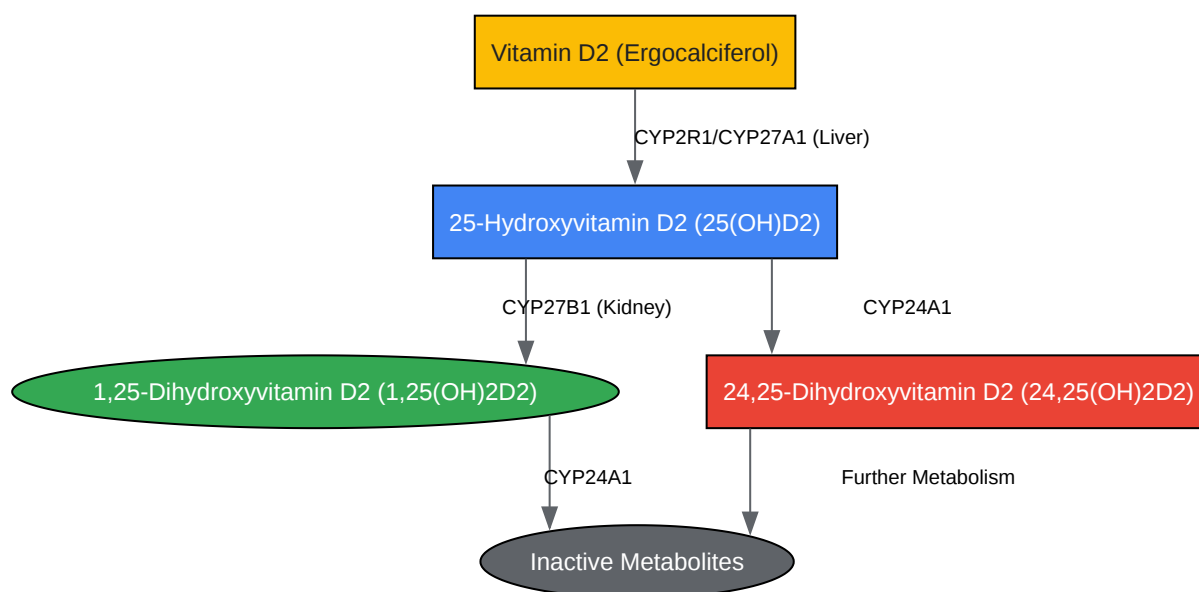 Vitamin D2 (Ergocalciferol)
CYP2R1/CYP27A1 (Liver)
25-Hydroxyvitamin D2 (25(OH)D2)
CYP27B1 (Kidney)
CYP24A1
1,25-Dihydroxyvitamin D2 (1,25(OH)2D2)
24,25-Dihydroxyvitamin D2 (24,25(OH)2D2)
CYP24A1
Further Metabolism
Inactive Metabolites